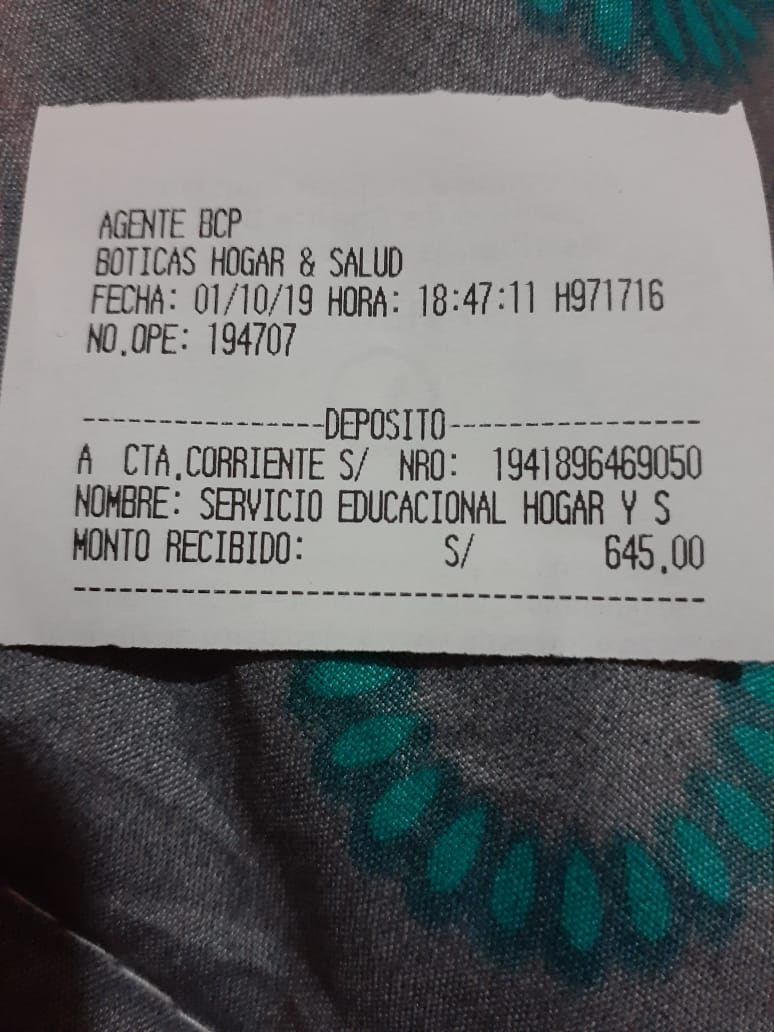 AGENTE BCP
BOTICAS HOGAR & SALUD
FECHA: 01/10/19 HORA: 18:47:11 H971716
NO.OPE: 194707
----------------DEPOSITO-----------------
A CTA.CORRIENTE S/ NRO: 1941896469050
NOMBRE: SERVICIO EDUCACIONAL HOGAR Y S
MONTO RECIBIDO: S/ 645.00
-----------------------------------------